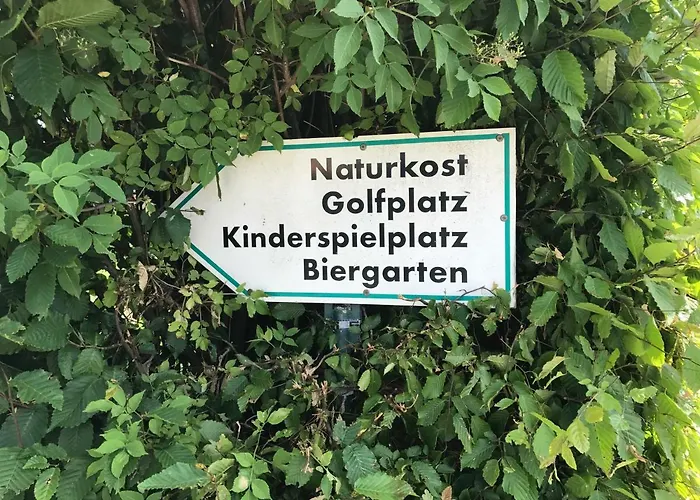 Naturkost
Golfplatz
Kinderspielplatz
Biergarten